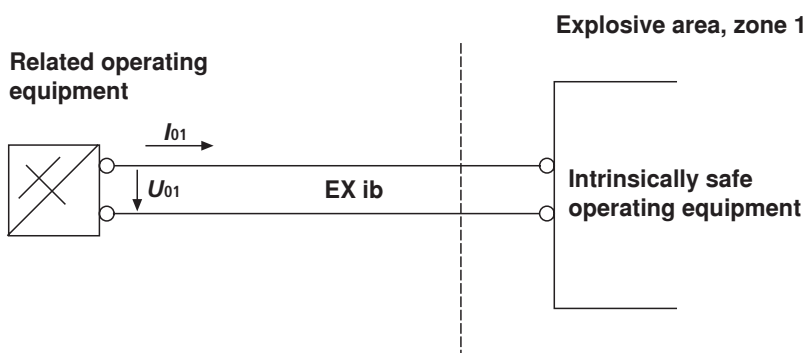 Explosive area, zone 1
Related operating
equipment
I01
U01
EX ib
Intrinsically safe
operating equipment